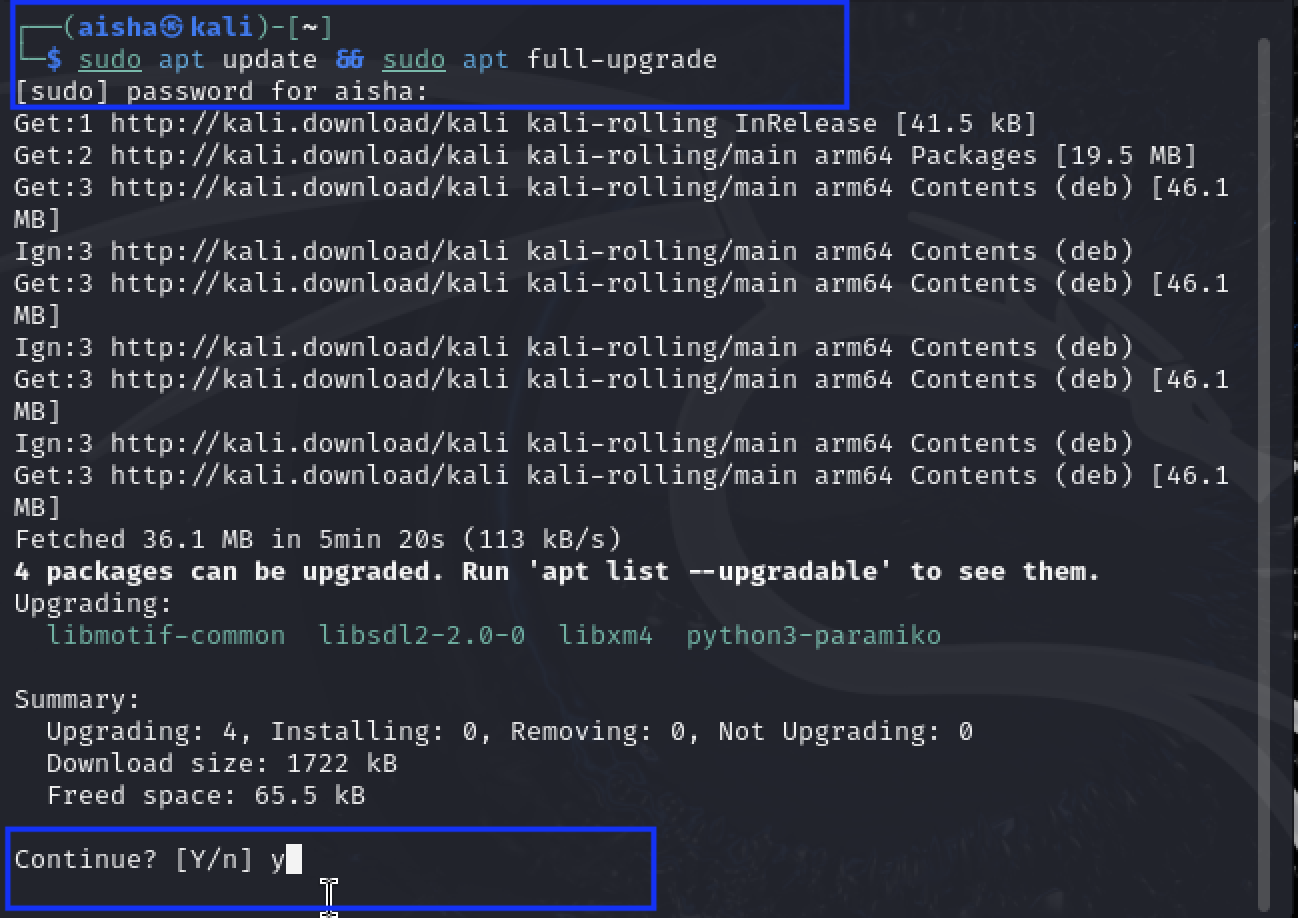 ┌──(aisha㉿kali)-[~]
└─$ sudo apt update && sudo apt full-upgrade
[sudo] password for aisha:
Get:1 http://kali.download/kali kali-rolling InRelease [41.5 kB]
Get:2 http://kali.download/kali kali-rolling/main arm64 Packages [19.5 MB]
Get:3 http://kali.download/kali kali-rolling/main arm64 Contents (deb) [46.1
MB]
Ign:3 http://kali.download/kali kali-rolling/main arm64 Contents (deb)
Get:3 http://kali.download/kali kali-rolling/main arm64 Contents (deb) [46.1
MB]
Ign:3 http://kali.download/kali kali-rolling/main arm64 Contents (deb)
Get:3 http://kali.download/kali kali-rolling/main arm64 Contents (deb) [46.1
MB]
Ign:3 http://kali.download/kali kali-rolling/main arm64 Contents (deb)
Get:3 http://kali.download/kali kali-rolling/main arm64 Contents (deb) [46.1
MB]
Fetched 36.1 MB in 5min 20s (113 kB/s)
4 packages can be upgraded. Run 'apt list --upgradable' to see them.
Upgrading:
  libmotif-common  libsdl2-2.0-0  libxm4  python3-paramiko

Summary:
  Upgrading: 4, Installing: 0, Removing: 0, Not Upgrading: 0
  Download size: 1722 kB
  Freed space: 65.5 kB

Continue? [Y/n] y